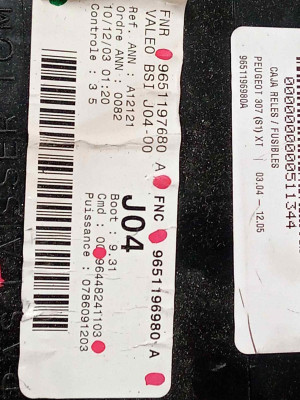 FNR 9651197680 A FNC 9651196980-A
VALEO BSI J04-00 J04
Ref. ANN : A12121
Ordre ANN : 0082
10/12/03 01:20
Controle : 3 5
Boot : 9.31
Cmd : 00096448241103
Puissance : 0786091203
000000000000511344
CAJA RELES / FUSIBLES
PEUGEOT 307 (S1) XT / 03.04 - 12.05
9651196980A